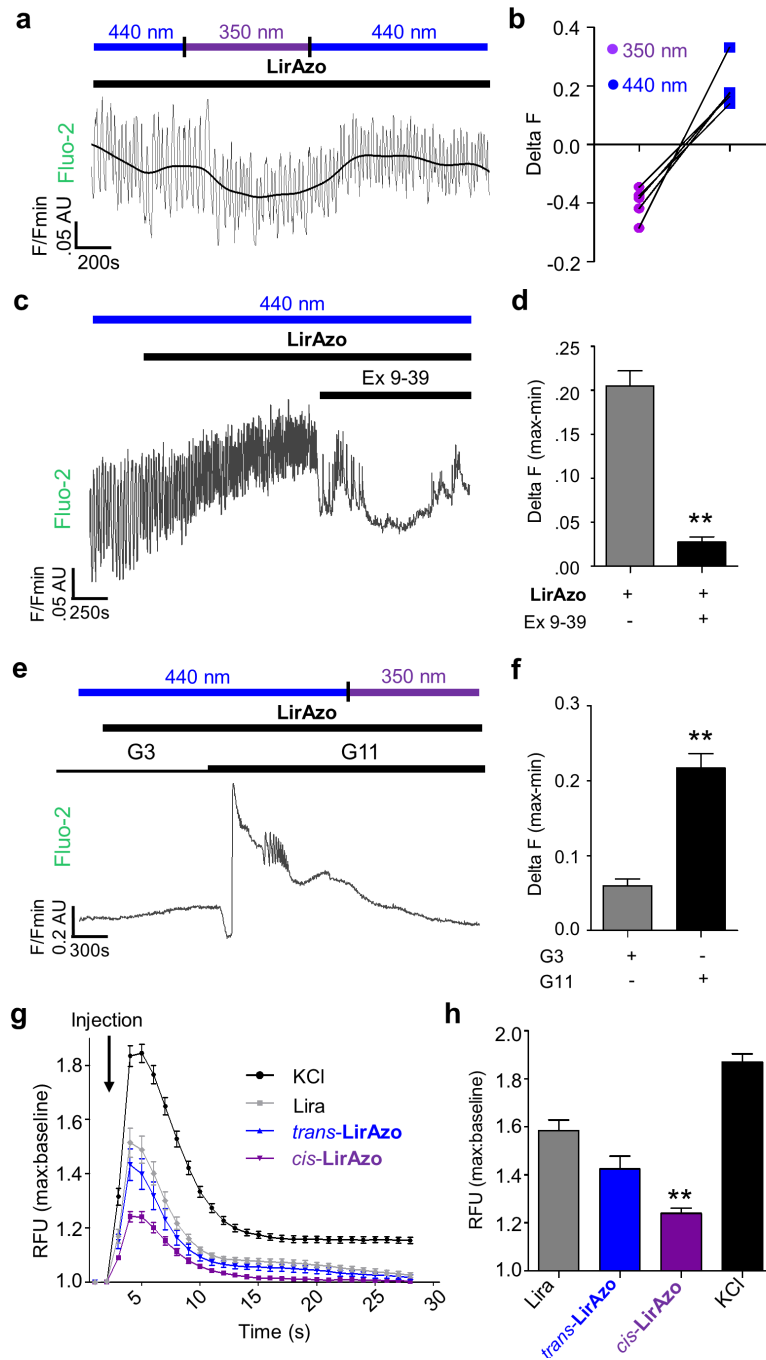 a
440 nm 350 nm 440 nm
LirAzo
Fluo-2
F/Fmin
.05 AU
200s
b
350 nm
440 nm
Delta F
0.4
0.2
0.0
-0.4
-0.2
c
440 nm
LirAzo
Ex 9-39
Fluo-2
F/Fmin
.05 AU
250s
d
Delta F (max-min)
.25
.20
.15
.10
.05
.00
**
LirAzo + +
Ex 9-39 - +
e
440 nm 350 nm
LirAzo
G3 G11
Fluo-2
F/Fmin
0.2 AU
300s
f
Delta F (max-min)
0.3
0.2
0.1
0.0
**
G3 + -
G11 - +
g
Injection
RFU (max:baseline)
1.8
1.6
1.4
1.2
1.0
KCl
Lira
trans-LirAzo
cis-LirAzo
5 10 15 20 25 30
Time (s)
h
RFU (max:baseline)
2.0
1.8
1.6
1.4
1.2
1.0
**
Lira
trans-LirAzo
cis-LirAzo
KCl